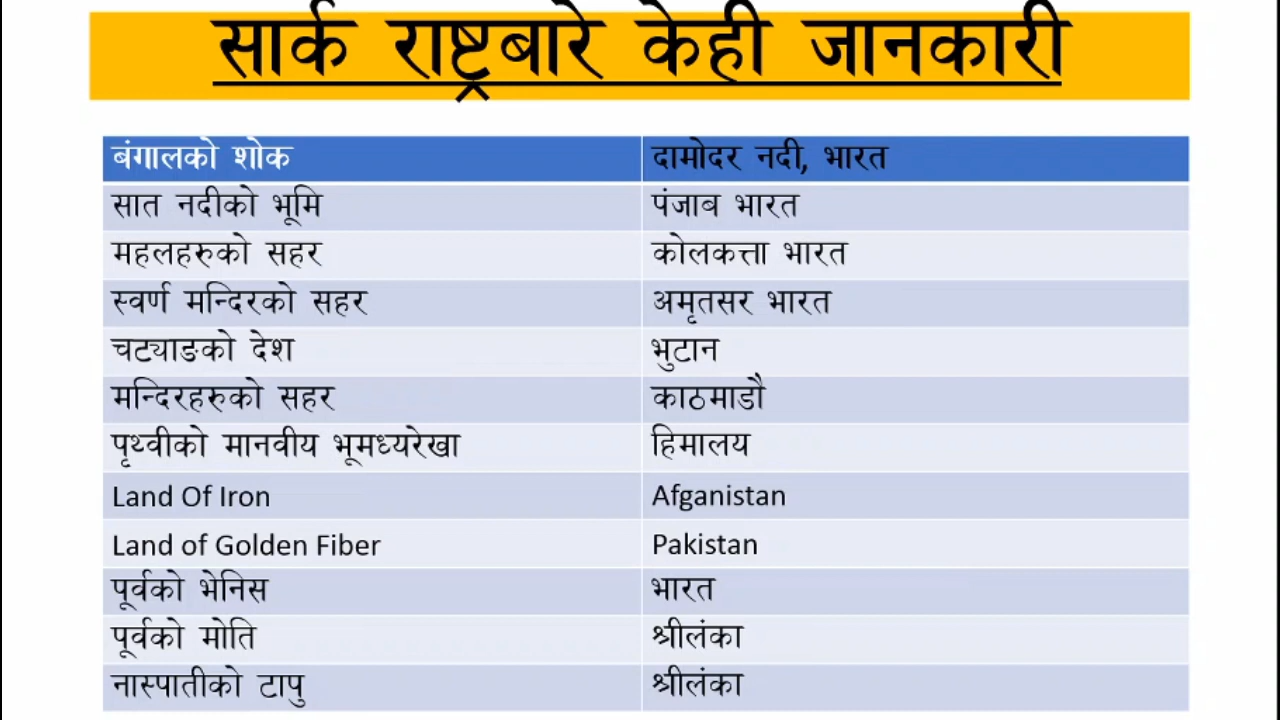 सार्क राष्ट्रबारे केही जानकारी
बंगालको शोक दामोदर नदी, भारत
सात नदीको भूमि पंजाब भारत
महलहरुको सहर कोलकत्ता भारत
स्वर्ण मन्दिरको सहर अमृतसर भारत
चट्याङको देश भुटान
मन्दिरहरुको सहर काठमाडौ
पृथ्वीको मानवीय भूमध्यरेखा हिमालय
Land Of Iron Afganistan
Land of Golden Fiber Pakistan
पूर्वको भेनिस भारत
पूर्वको मोति श्रीलंका
नास्पातीको टापु श्रीलंका